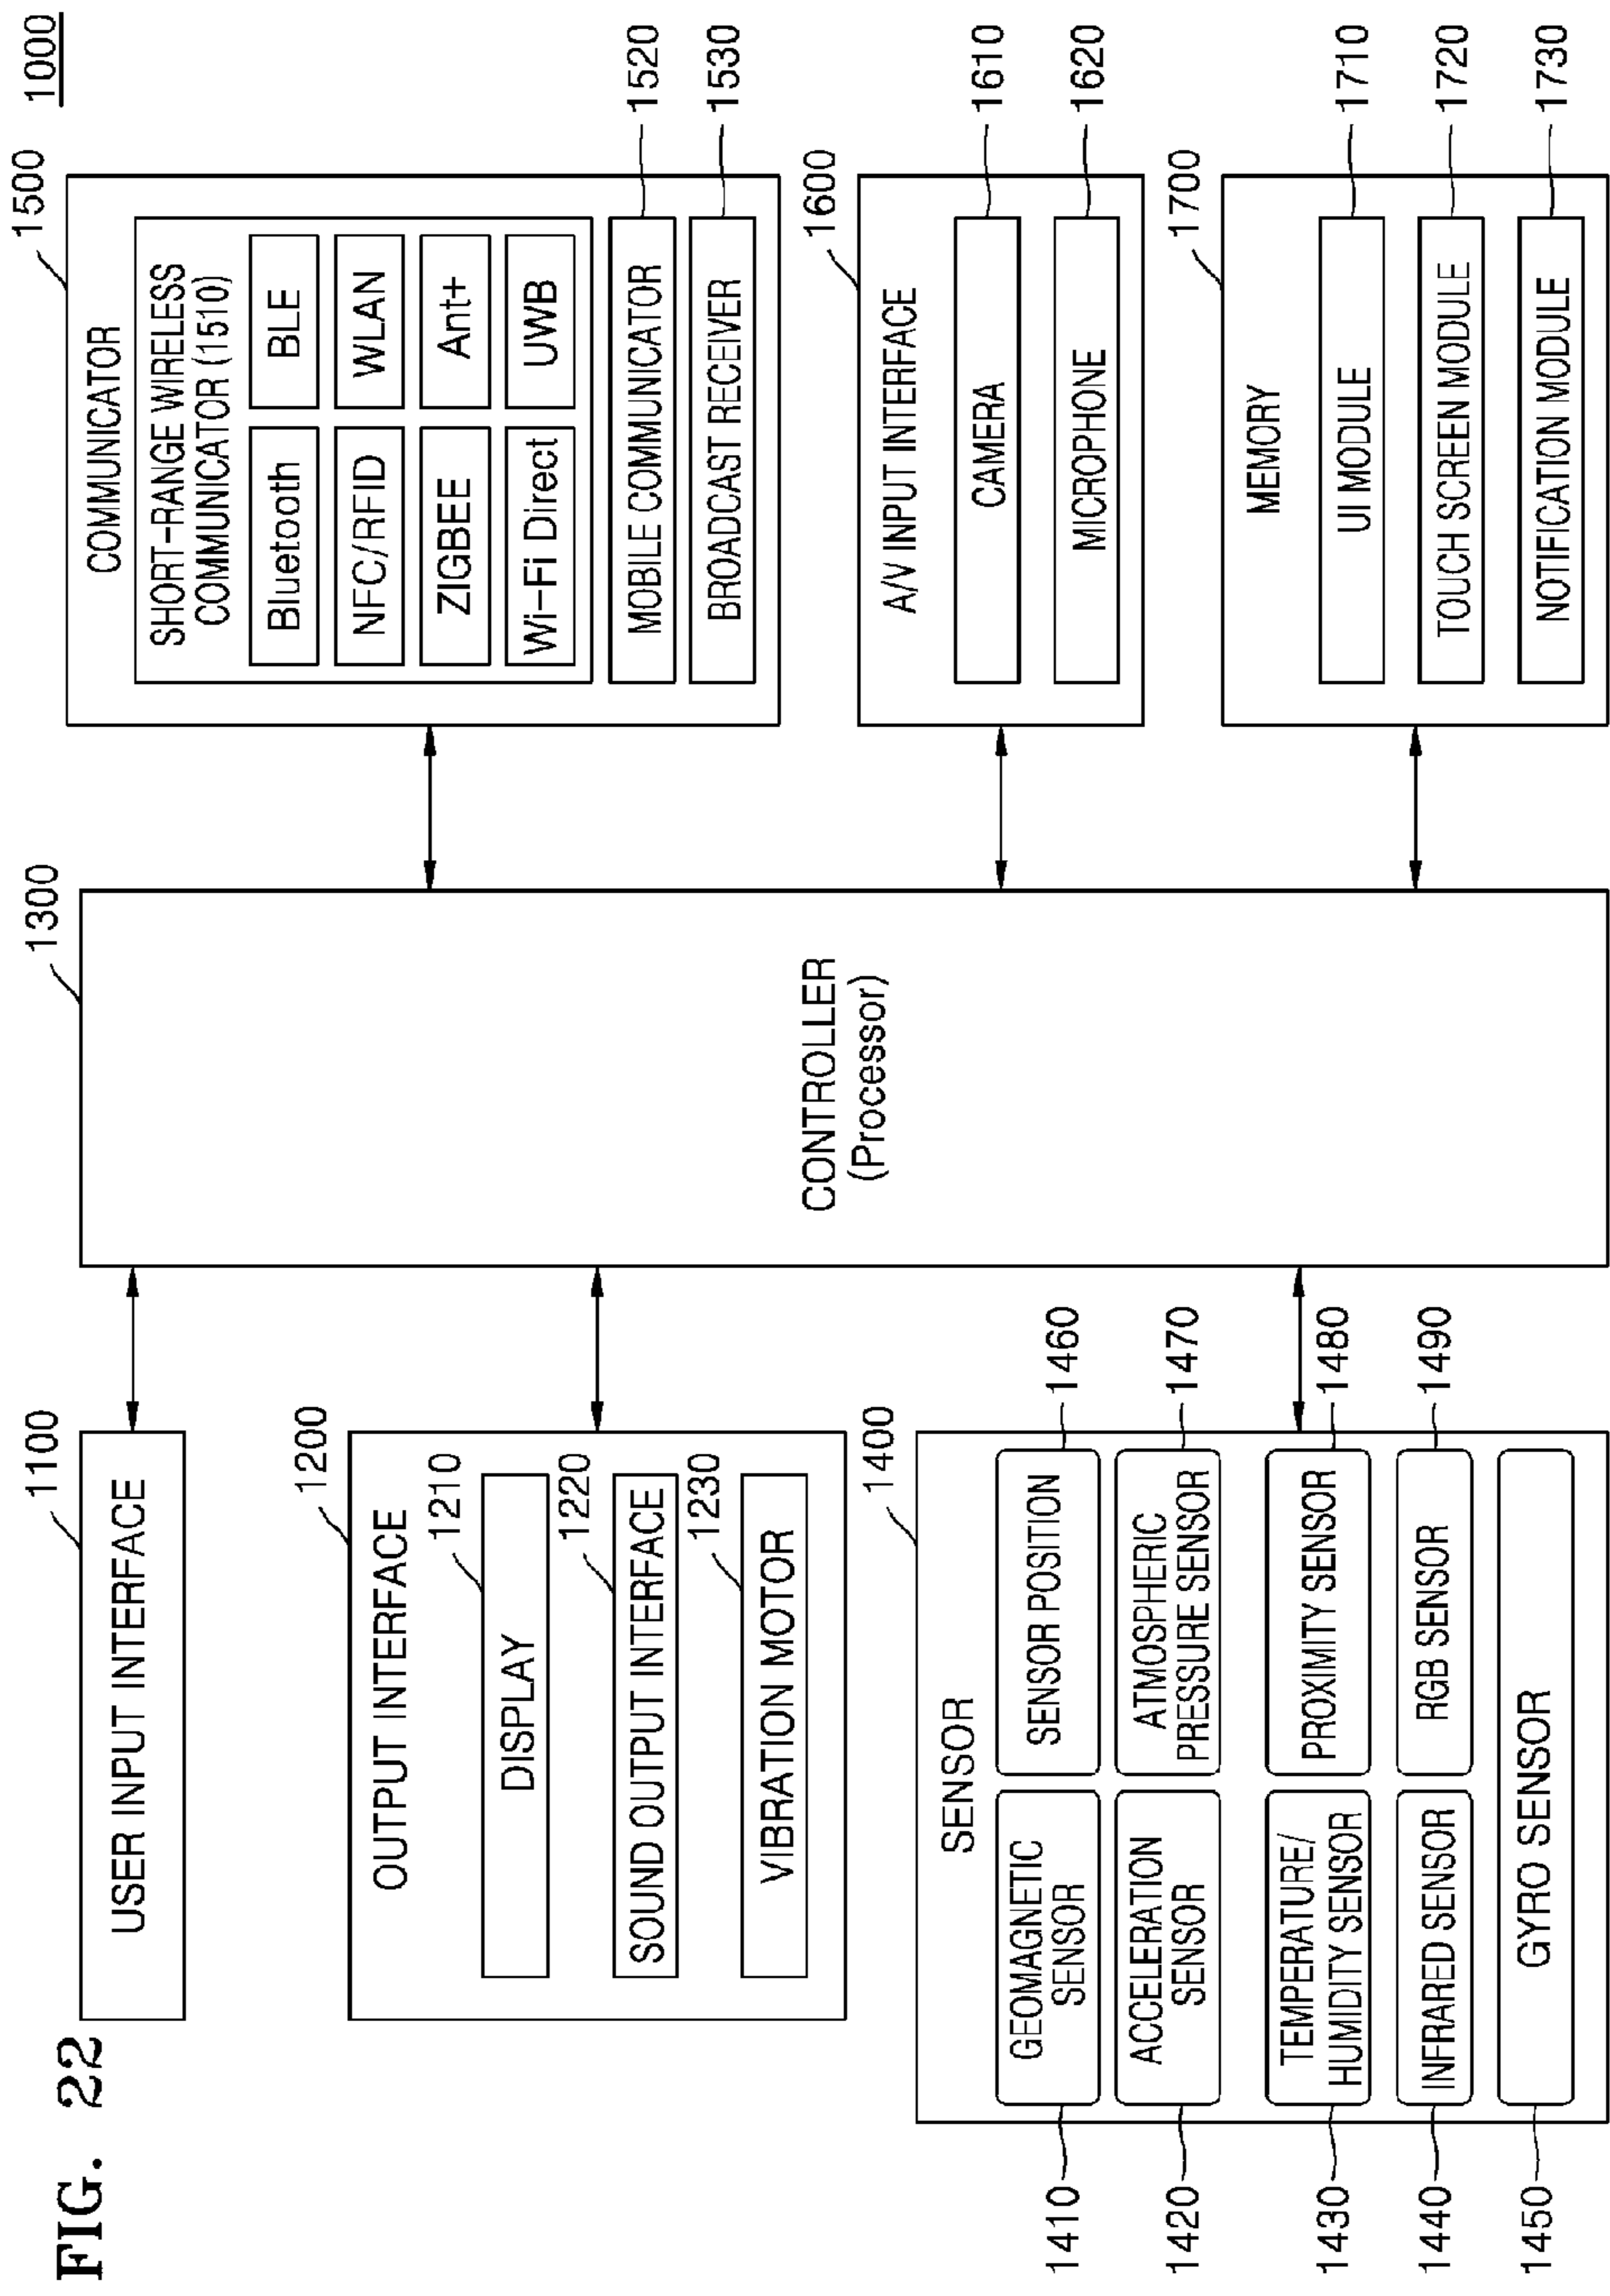 FIG. 22
1000
1100
USER INPUT INTERFACE
1200
OUTPUT INTERFACE
1210
DISPLAY
1220
SOUND OUTPUT INTERFACE
1230
VIBRATION MOTOR
1400
SENSOR
1410
GEOMAGNETIC
SENSOR
SENSOR POSITION
1460
1420
ACCELERATION
SENSOR
ATMOSPHERIC
PRESSURE SENSOR
1470
1430
TEMPERATURE/
HUMIDITY SENSOR
PROXIMITY SENSOR
1480
1440
INFRARED SENSOR
RGB SENSOR
1490
1450
GYRO SENSOR
1300
CONTROLLER
(Processor)
1500
COMMUNICATOR
SHORT-RANGE WIRELESS
COMMUNICATOR (1510)
Bluetooth
BLE
NFC/RFID
WLAN
ZIGBEE
Ant+
Wi-Fi Direct
UWB
MOBILE COMMUNICATOR
1520
BROADCAST RECEIVER
1530
1600
A/V INPUT INTERFACE
CAMERA
1610
MICROPHONE
1620
1700
MEMORY
UI MODULE
1710
TOUCH SCREEN MODULE
1720
NOTIFICATION MODULE
1730